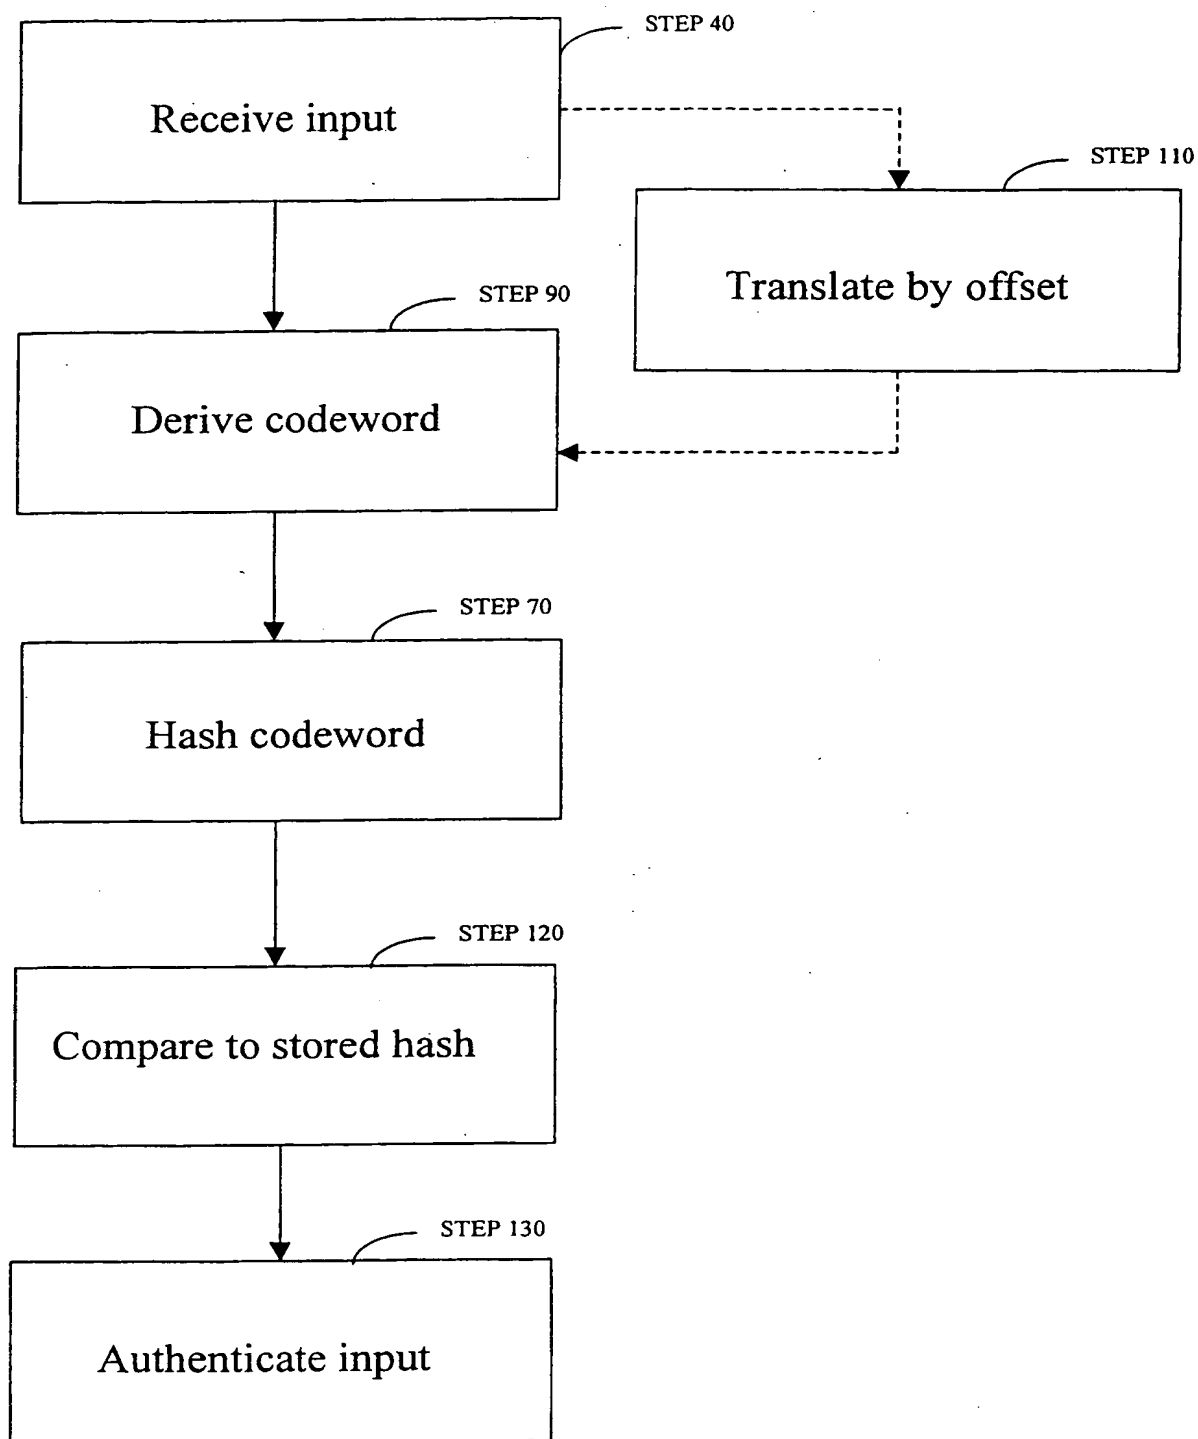 STEP 40
Receive input
STEP 110
Translate by offset
STEP 90
Derive codeword
STEP 70
Hash codeword
STEP 120
Compare to stored hash
STEP 130
Authenticate input